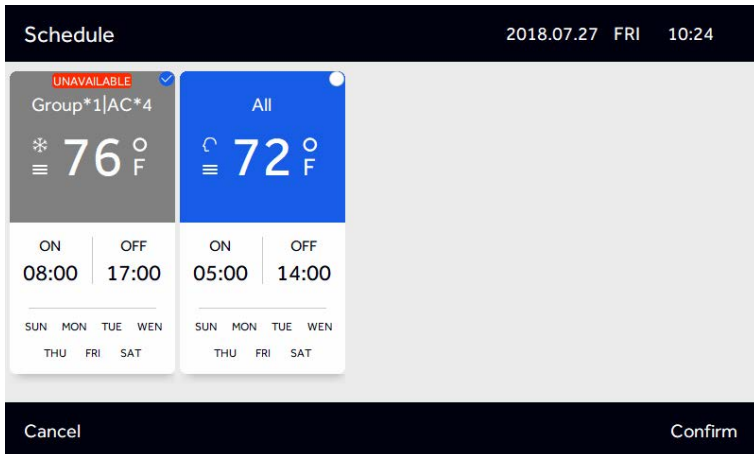 Schedule 2018.07.27 FRI 10:24
UNAVAILABLE
Group*1|AC*4
76 °F
ON OFF
08:00 17:00
SUN MON TUE WEN
THU FRI SAT
All
72 °F
ON OFF
05:00 14:00
SUN MON TUE WEN
THU FRI SAT
Cancel Confirm